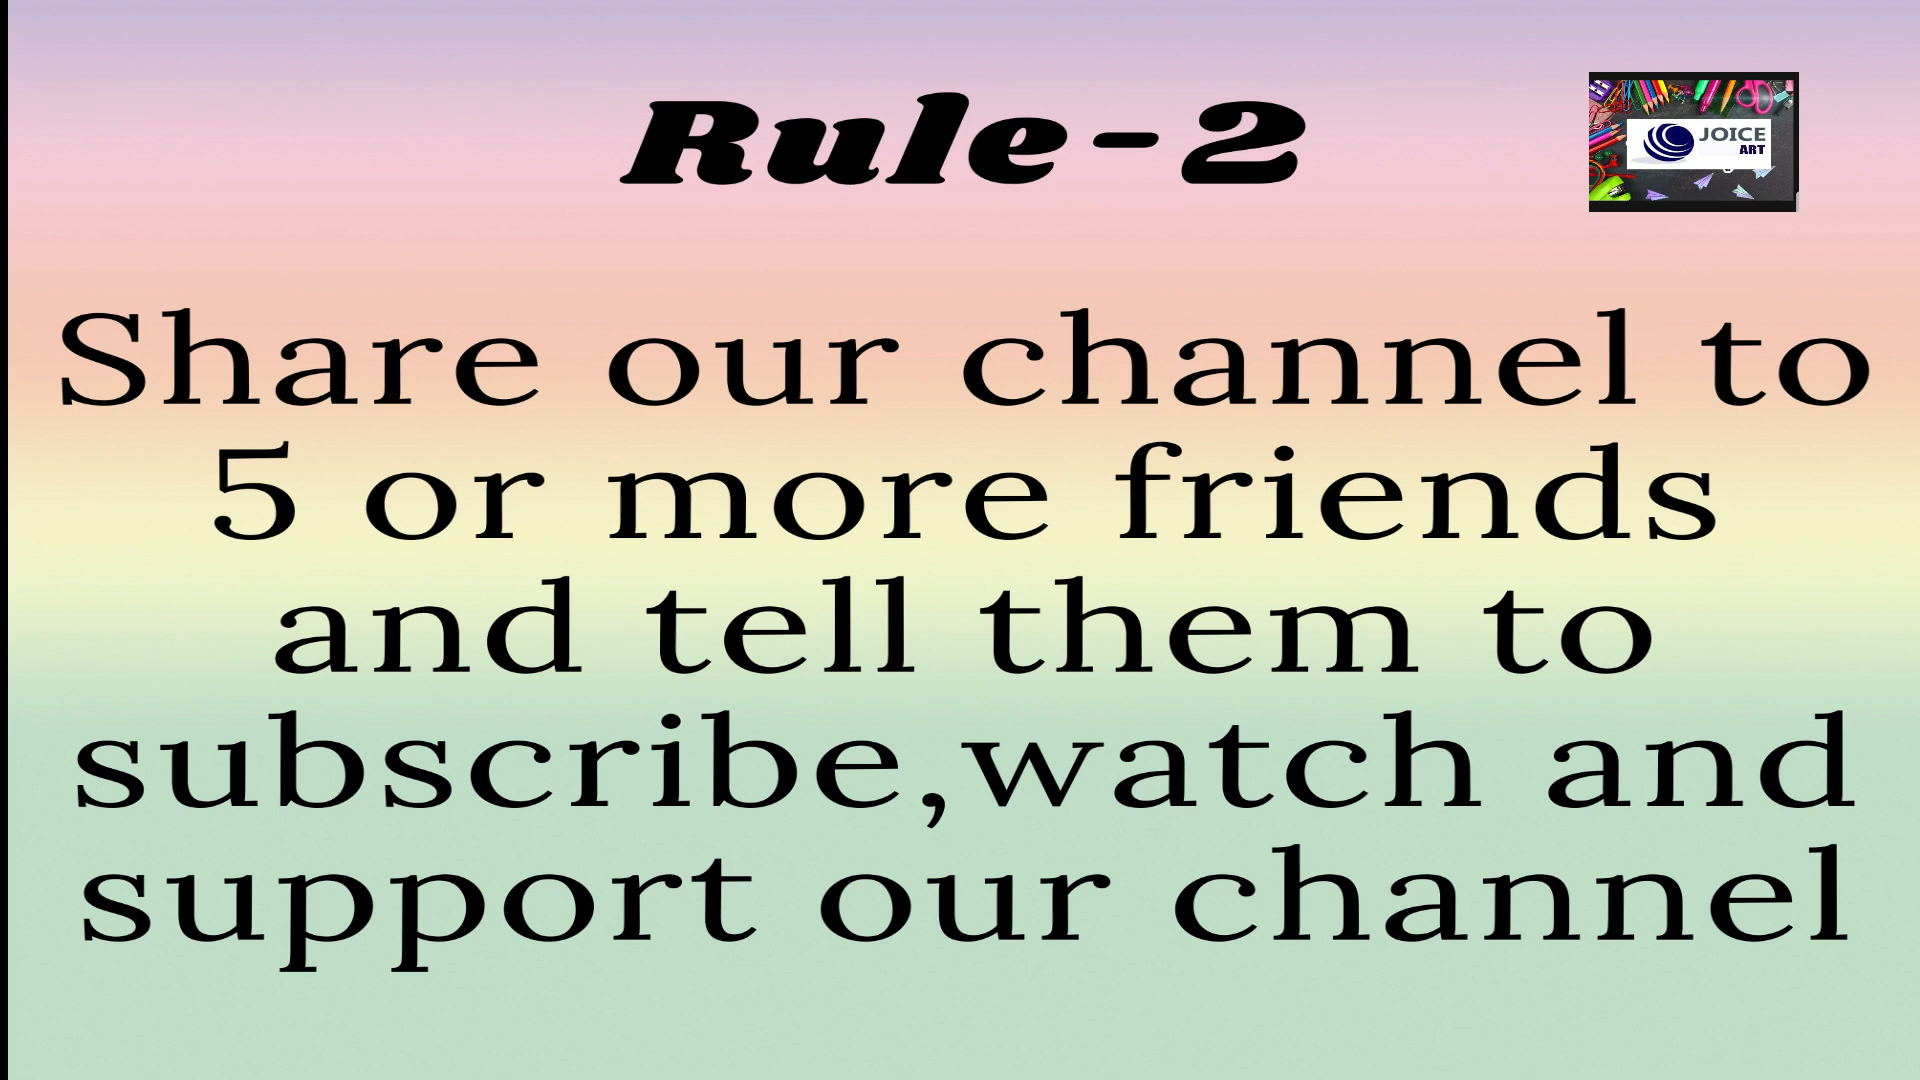 Rule-2
JOICE
ART
Share our channel to
5 or more friends
and tell them to
subscribe,watch and
support our channel